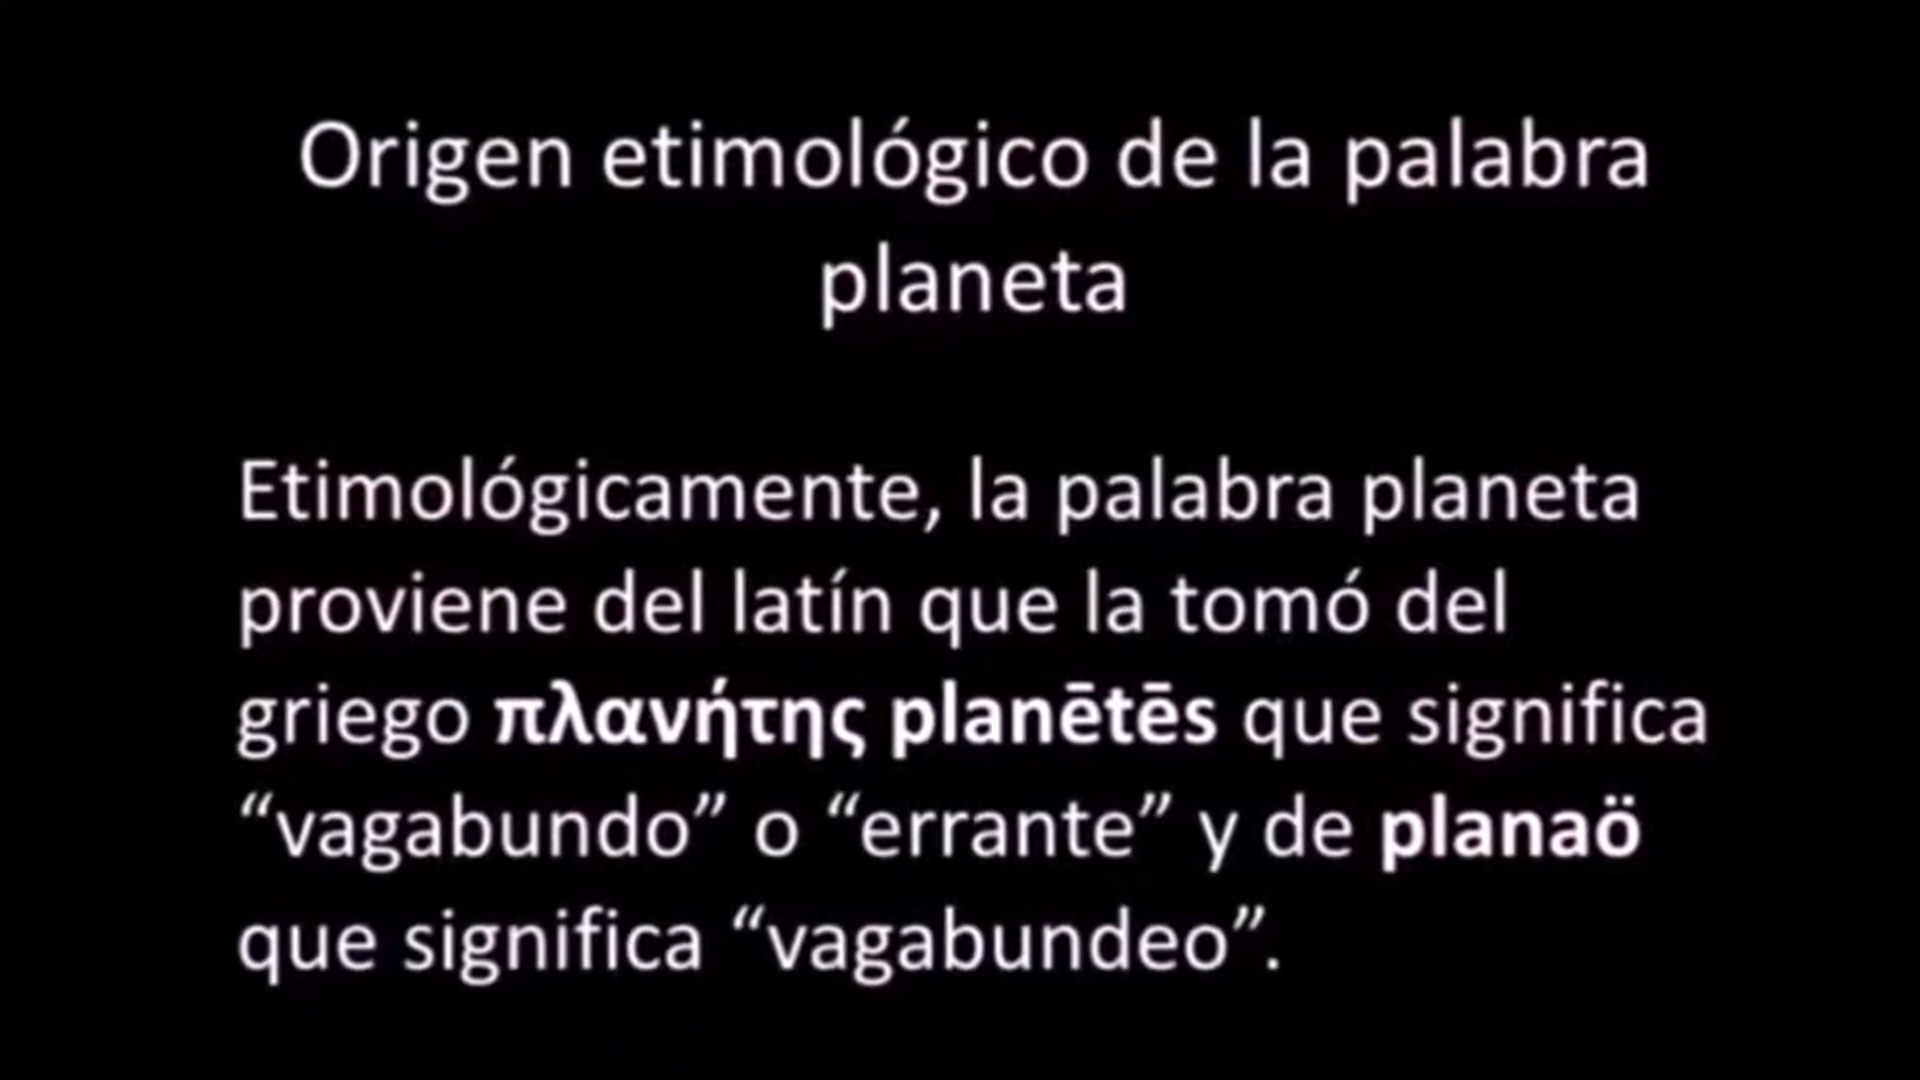 Origen etimológico de la palabra
planeta
Etimológicamente, la palabra planeta
proviene del latín que la tomó del
griego πλανήτης planētēs que significa
“vagabundo” o “errante” y de planaö
que significa “vagabundeo”.